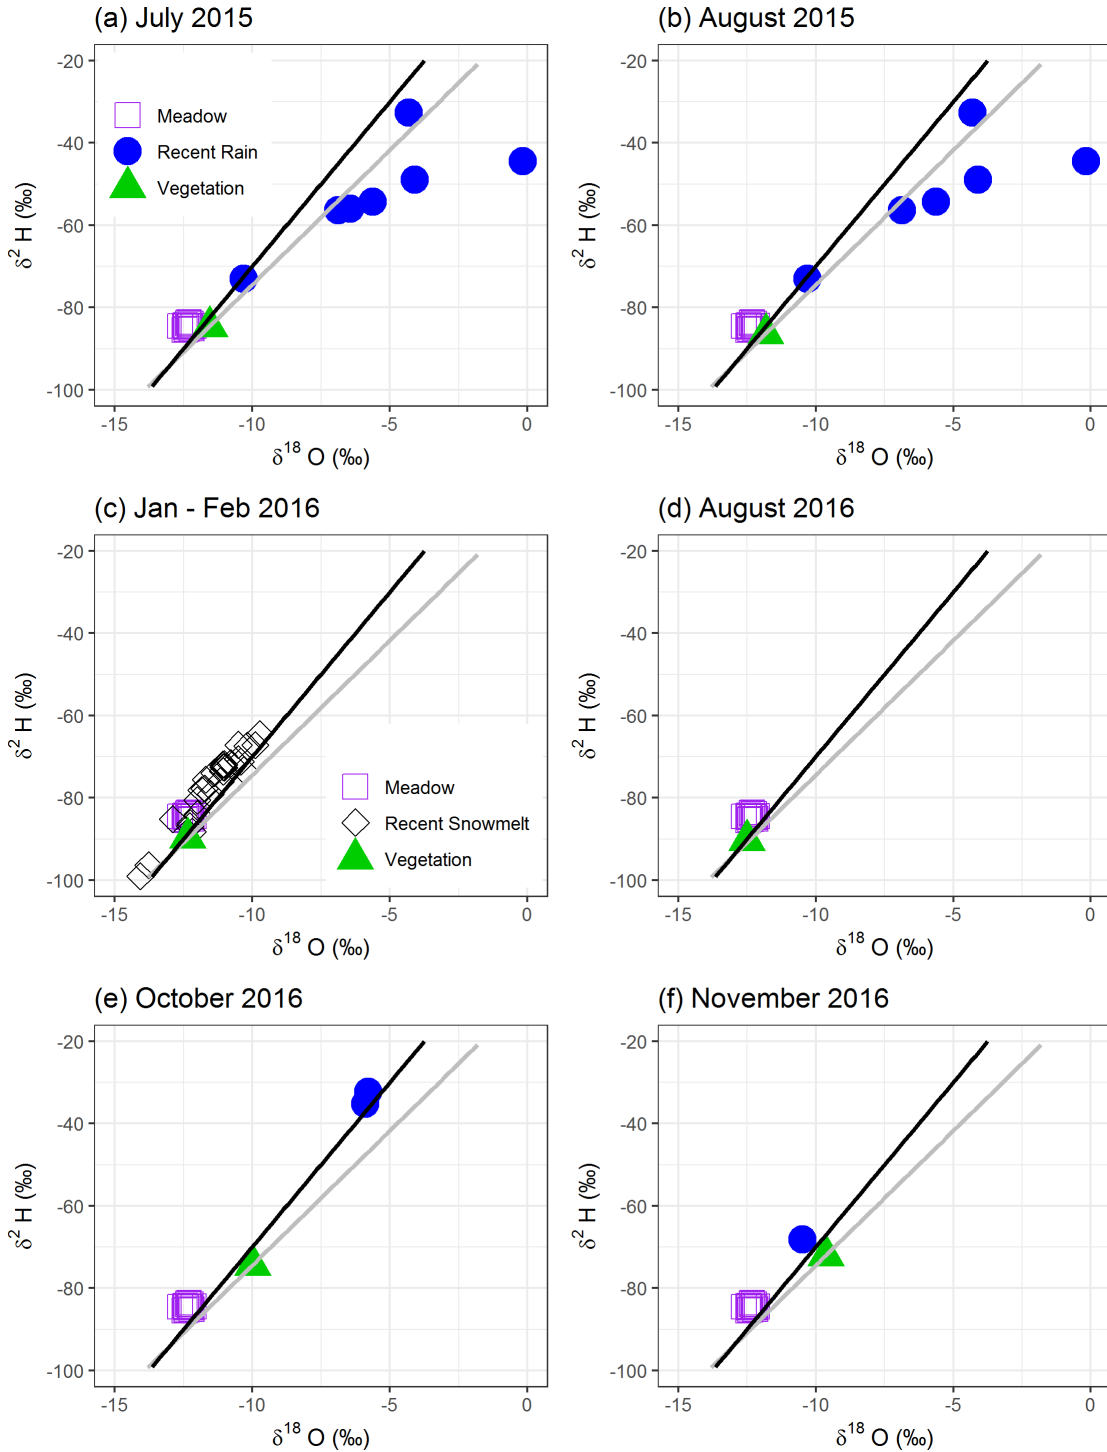 (a) July 2015
-20
-40
-60
-80
-100
-15
-10
-5
0
δ² H (‰)
δ¹⁸ O (‰)
Meadow
Recent Rain
Vegetation
(b) August 2015
-20
-40
-60
-80
-100
-15
-10
-5
0
δ² H (‰)
δ¹⁸ O (‰)
(c) Jan - Feb 2016
-20
-40
-60
-80
-100
-15
-10
-5
0
δ² H (‰)
δ¹⁸ O (‰)
Meadow
Recent Snowmelt
Vegetation
(d) August 2016
-20
-40
-60
-80
-100
-15
-10
-5
0
δ² H (‰)
δ¹⁸ O (‰)
(e) October 2016
-20
-40
-60
-80
-100
-15
-10
-5
0
δ² H (‰)
δ¹⁸ O (‰)
(f) November 2016
-20
-40
-60
-80
-100
-15
-10
-5
0
δ² H (‰)
δ¹⁸ O (‰)